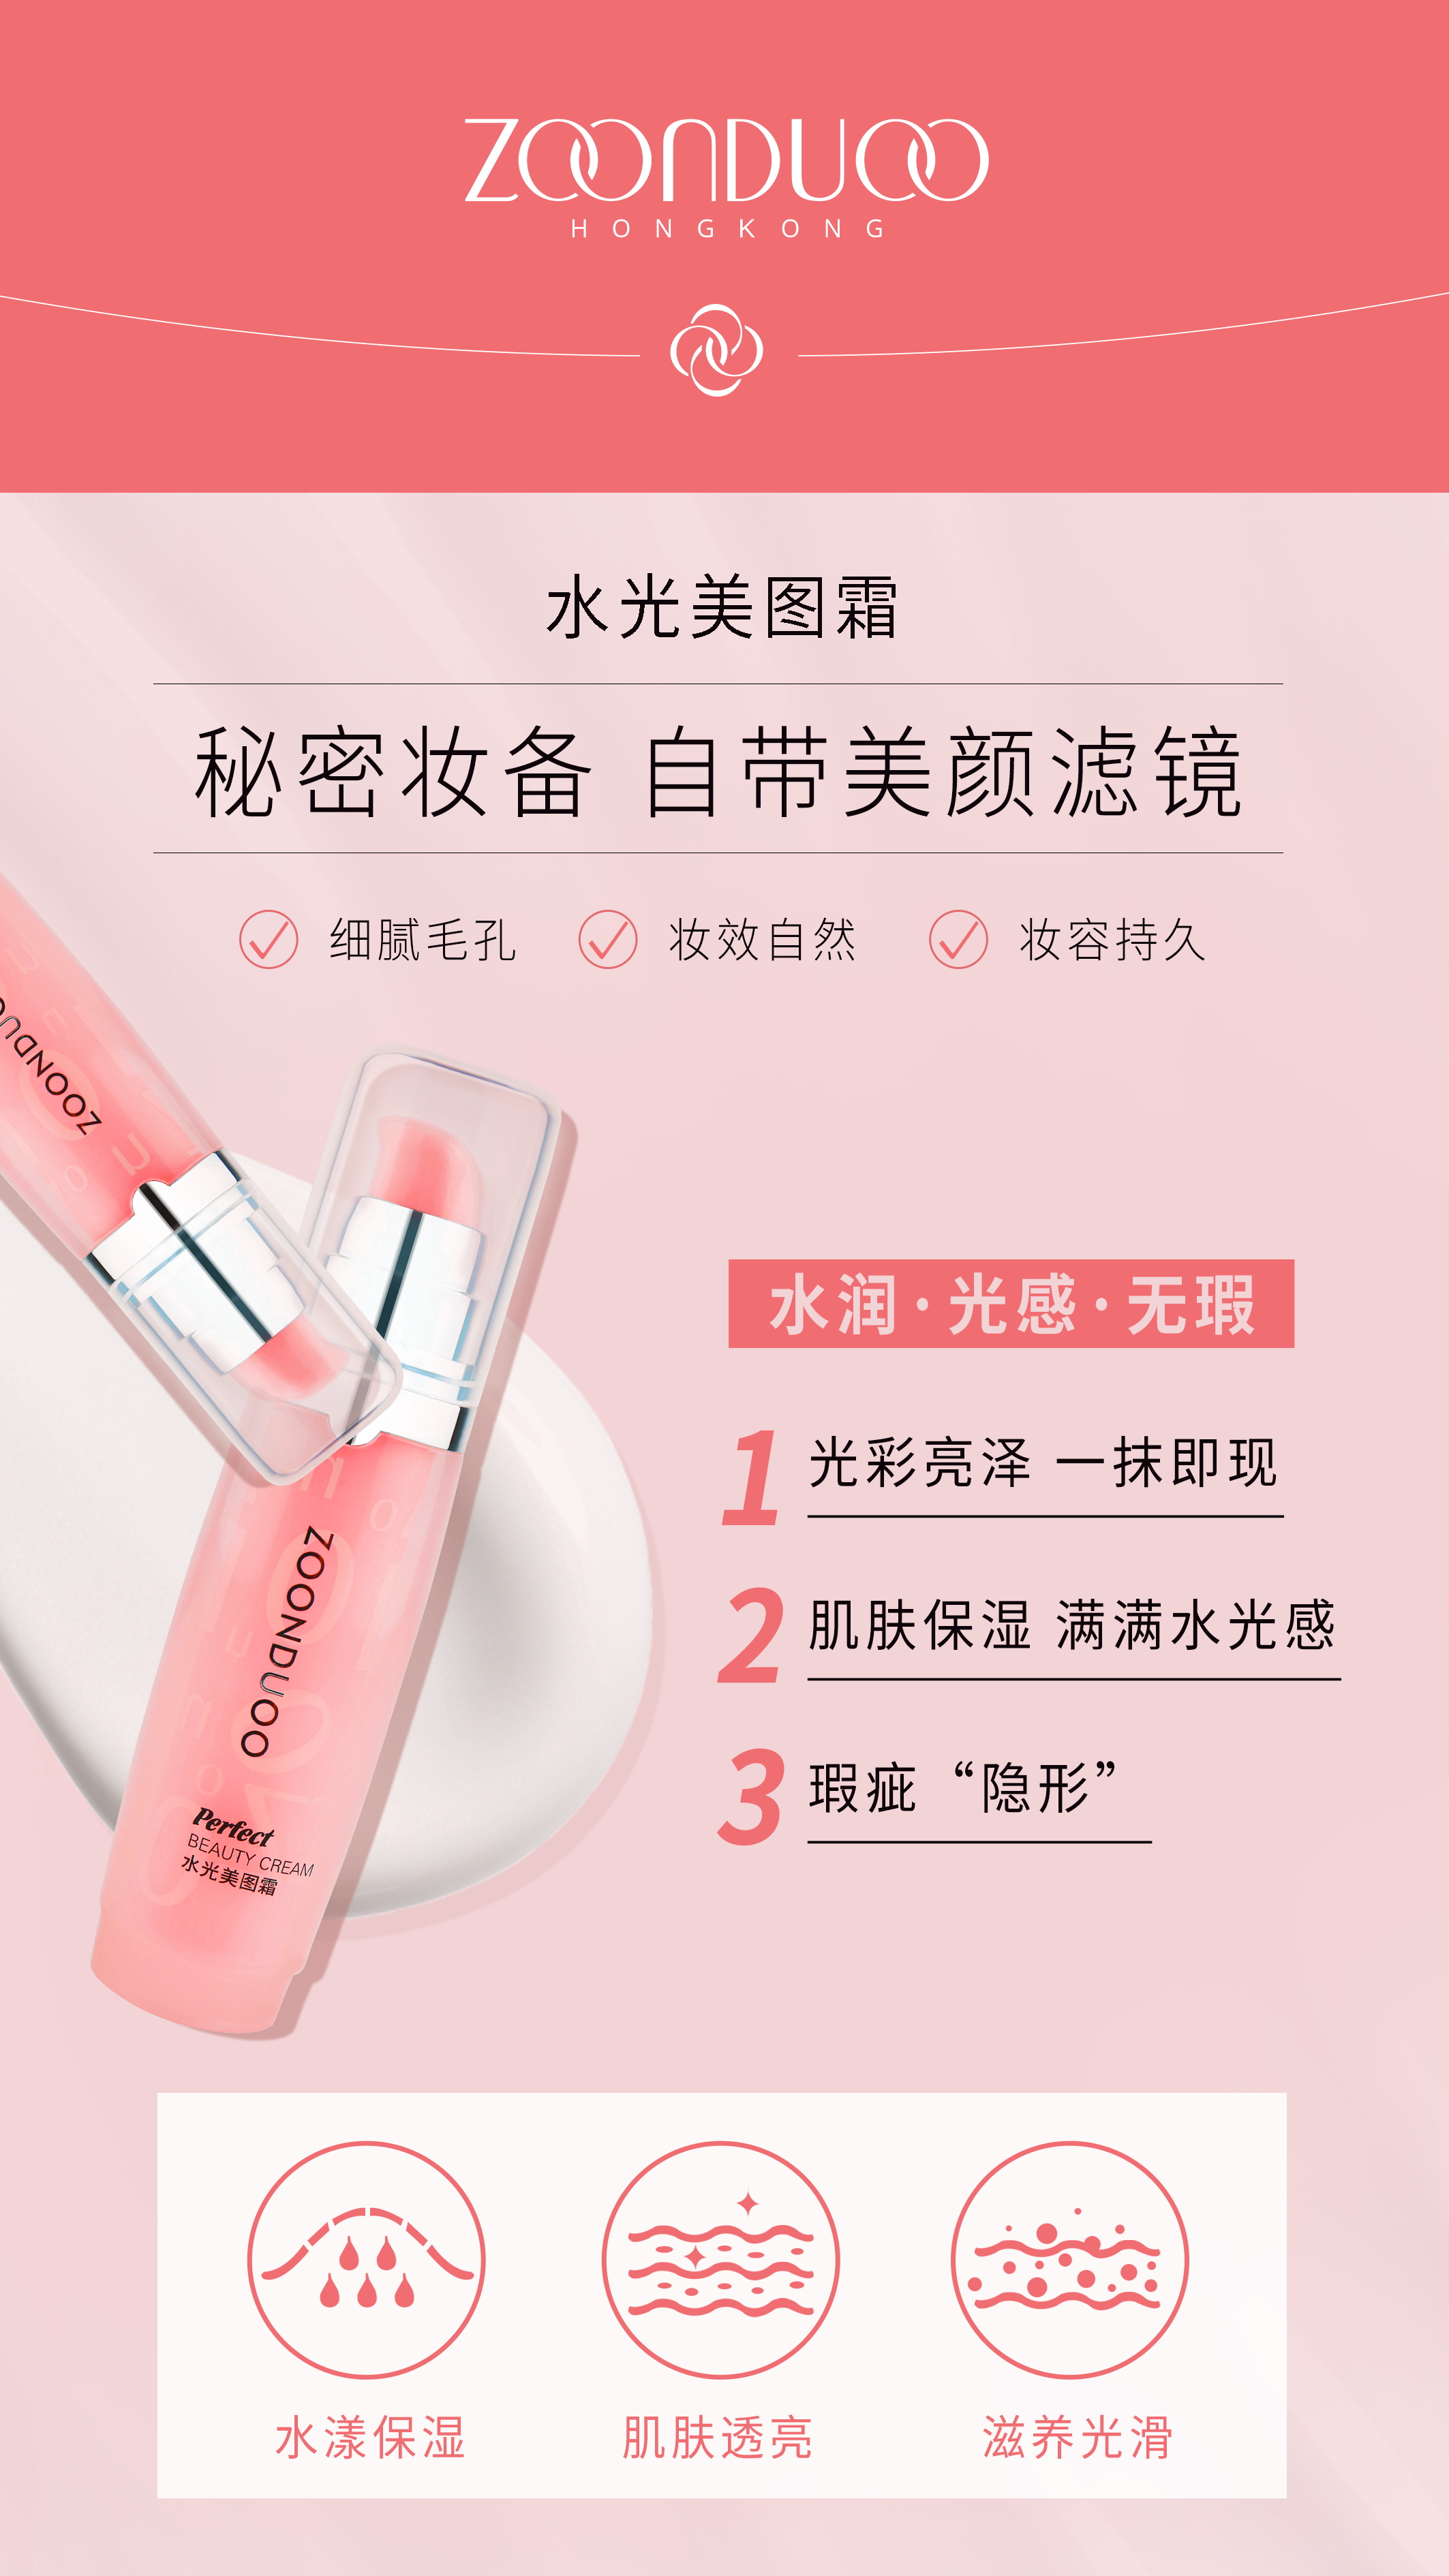 ZOONDUOO
HONGKONG
水光美图霜
秘密妆备 自带美颜滤镜
细腻毛孔 妆效自然 妆容持久
ZOONDUO
水润·光感·无瑕
1 光彩亮泽 一抹即现
2 肌肤保湿 满满水光感
3 瑕疵“隐形”
ZOONDUOO
Perfect
BEAUTY CREAM
水光美图霜
水漾保湿 肌肤透亮 滋养光滑